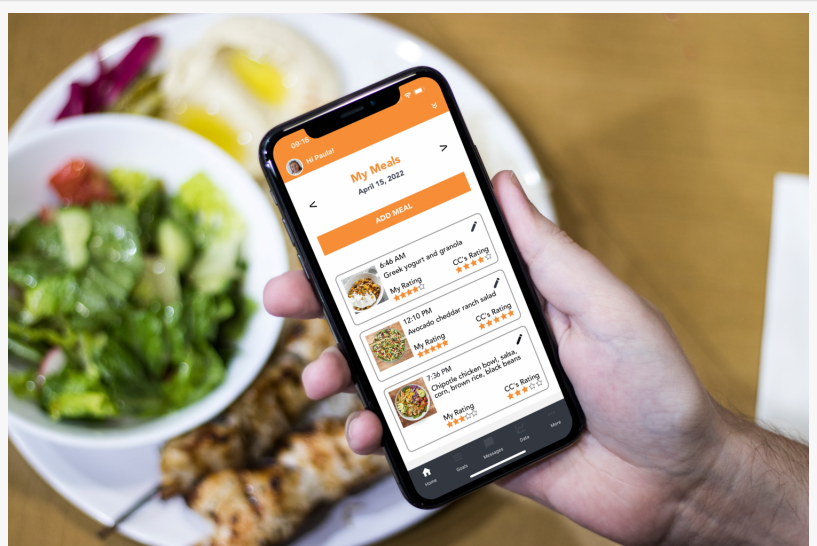 09:16
Hi Paula!
My Meals
April 15, 2022
<
>
ADD MEAL
6:46 AM
Greek yogurt and granola
My Rating
CC's Rating
12:10 PM
Avocado cheddar ranch salad
My Rating
CC's Rating
7:36 PM
Chipotle chicken bowl, salsa,
corn, brown rice, black beans
My Rating
CC's Rating
Home
Goals
Messages
Data
More